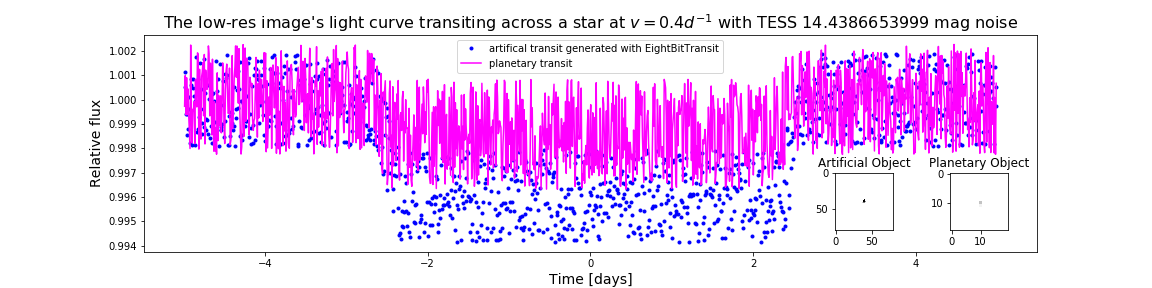 The low-res image's light curve transiting across a star at v = 0.4d⁻¹ with TESS 14.4386653999 mag noise
artifical transit generated with EightBitTransit
planetary transit
Relative flux
1.002
1.001
1.000
0.999
0.998
0.997
0.996
0.995
0.994
Artificial Object
0
50
0 50
Planetary Object
0
10
0 10
−4 −2 0 2 4
Time [days]